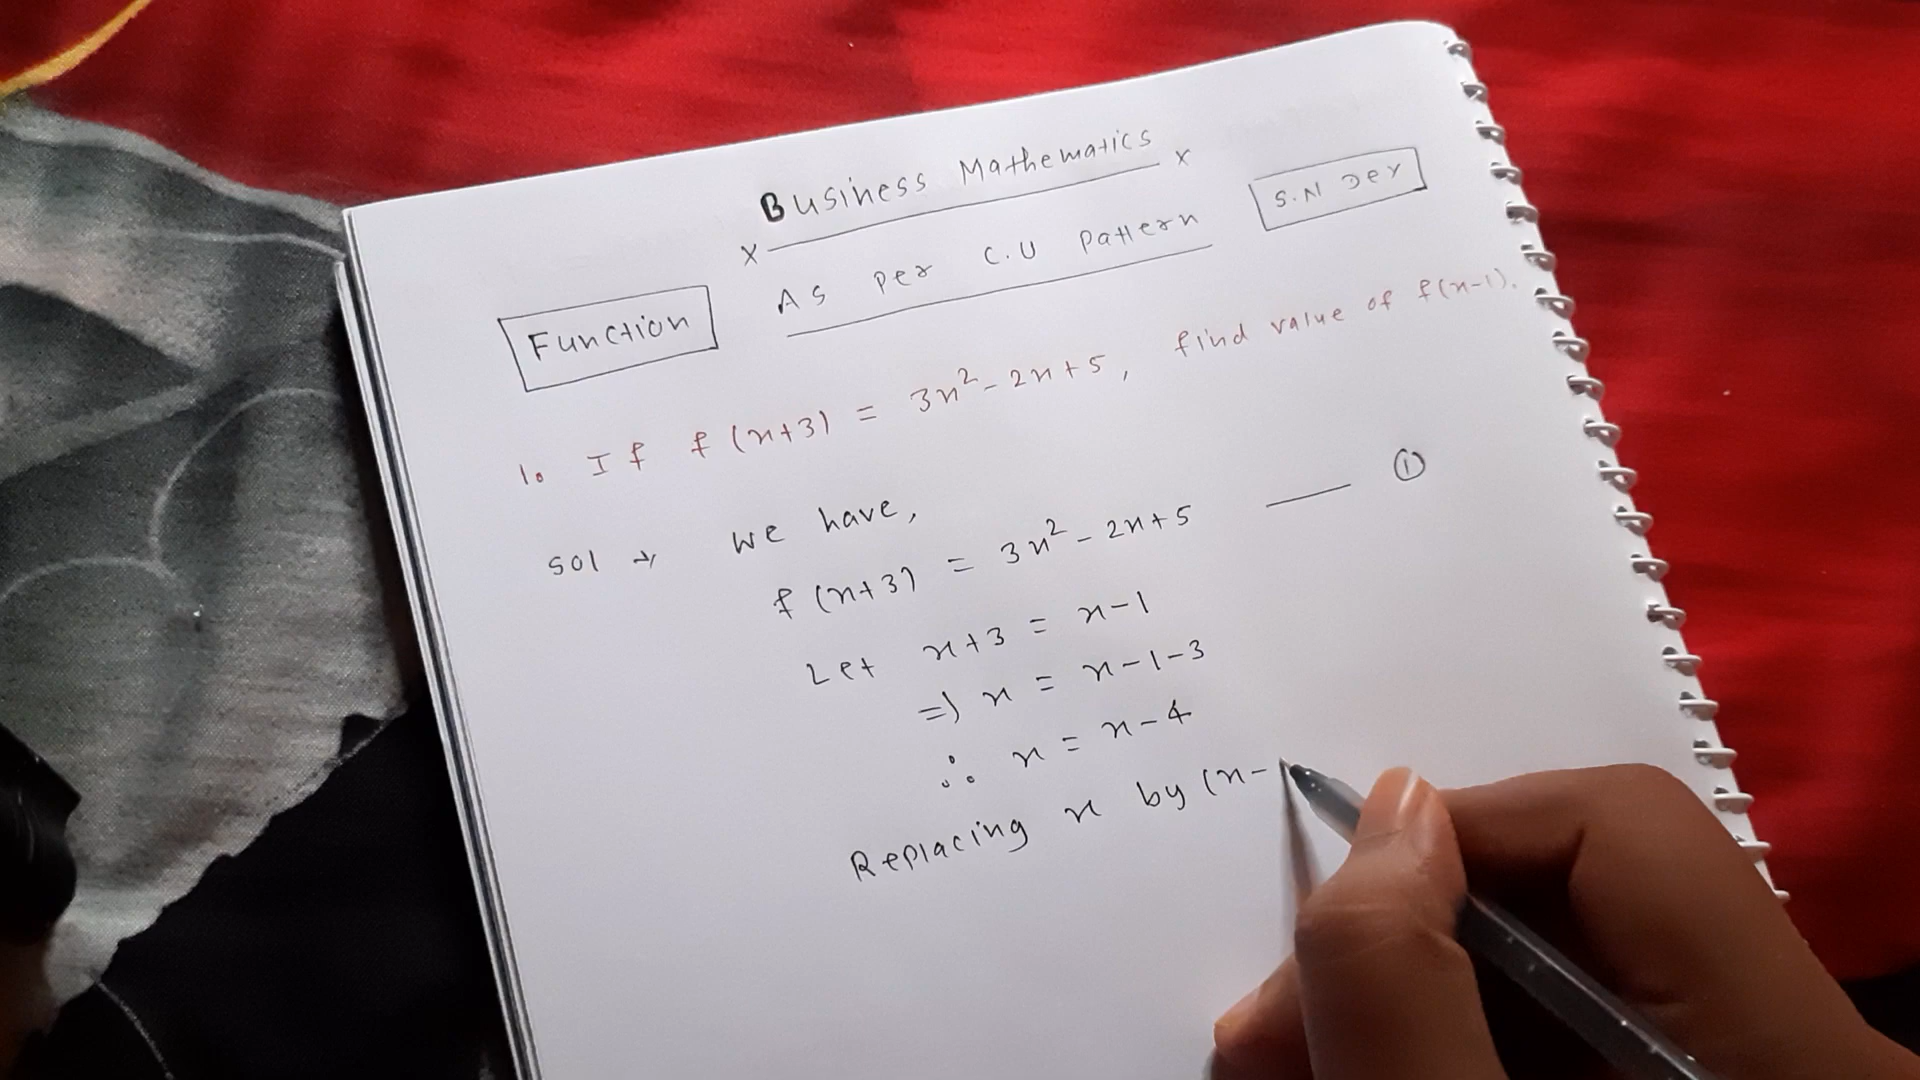 Business Mathematics
As per C.U pattern
S.N Dey
Function
1. If f(x+3) = 3x² - 2x+5, find value of f(x-1).
Sol → We have,
f(x+3) = 3x² - 2x+5 —— ①
Let x+3 = x-1
=) x = x-1-3
∴ x = x-4
Replacing x by (x-